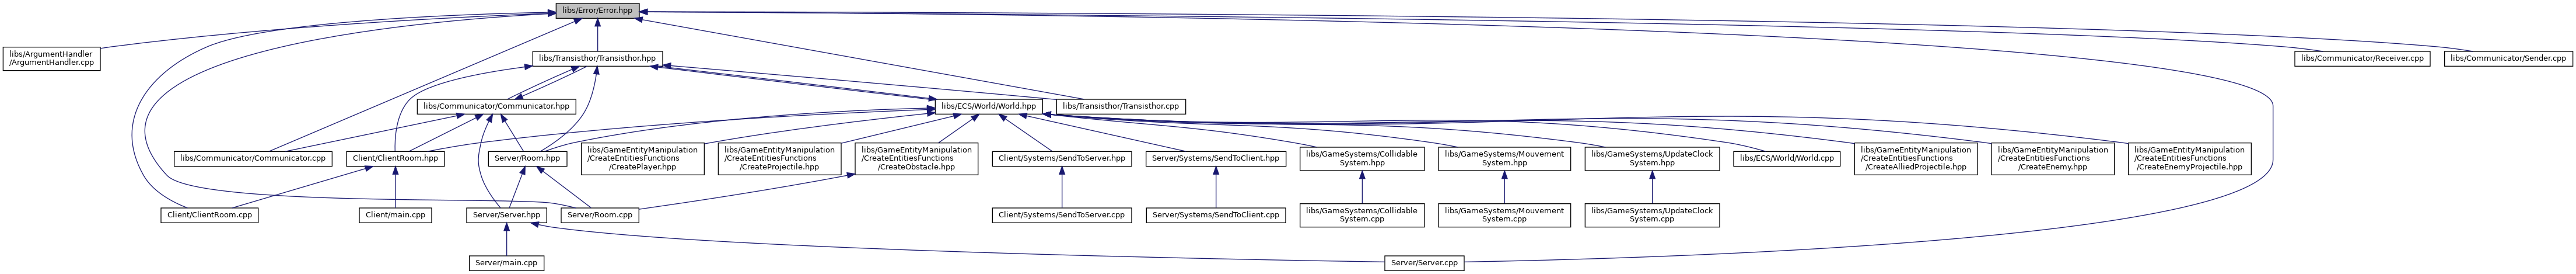 libs/Error/Error.hpp
libs/ArgumentHandler
/ArgumentHandler.cpp
libs/Transisthor/Transisthor.hpp
libs/Communicator/Receiver.cpp
libs/Communicator/Sender.cpp
libs/Communicator/Communicator.hpp
libs/ECS/World/World.hpp
libs/Transisthor/Transisthor.cpp
libs/Communicator/Communicator.cpp
Client/ClientRoom.hpp
Server/Room.hpp
libs/GameEntityManipulation
/CreateEntitiesFunctions
/CreatePlayer.hpp
libs/GameEntityManipulation
/CreateEntitiesFunctions
/CreateProjectile.hpp
libs/GameEntityManipulation
/CreateEntitiesFunctions
/CreateObstacle.hpp
Client/Systems/SendToServer.hpp
Server/Systems/SendToClient.hpp
libs/GameSystems/Collidable
System.hpp
libs/GameSystems/Mouvement
System.hpp
libs/GameSystems/UpdateClock
System.hpp
libs/ECS/World/World.cpp
libs/GameEntityManipulation
/CreateEntitiesFunctions
/CreateAlliedProjectile.hpp
libs/GameEntityManipulation
/CreateEntitiesFunctions
/CreateEnemy.hpp
libs/GameEntityManipulation
/CreateEntitiesFunctions
/CreateEnemyProjectile.hpp
Client/ClientRoom.cpp
Client/main.cpp
Server/Server.hpp
Server/Room.cpp
Client/Systems/SendToServer.cpp
Server/Systems/SendToClient.cpp
libs/GameSystems/Collidable
System.cpp
libs/GameSystems/Mouvement
System.cpp
libs/GameSystems/UpdateClock
System.cpp
Server/main.cpp
Server/Server.cpp